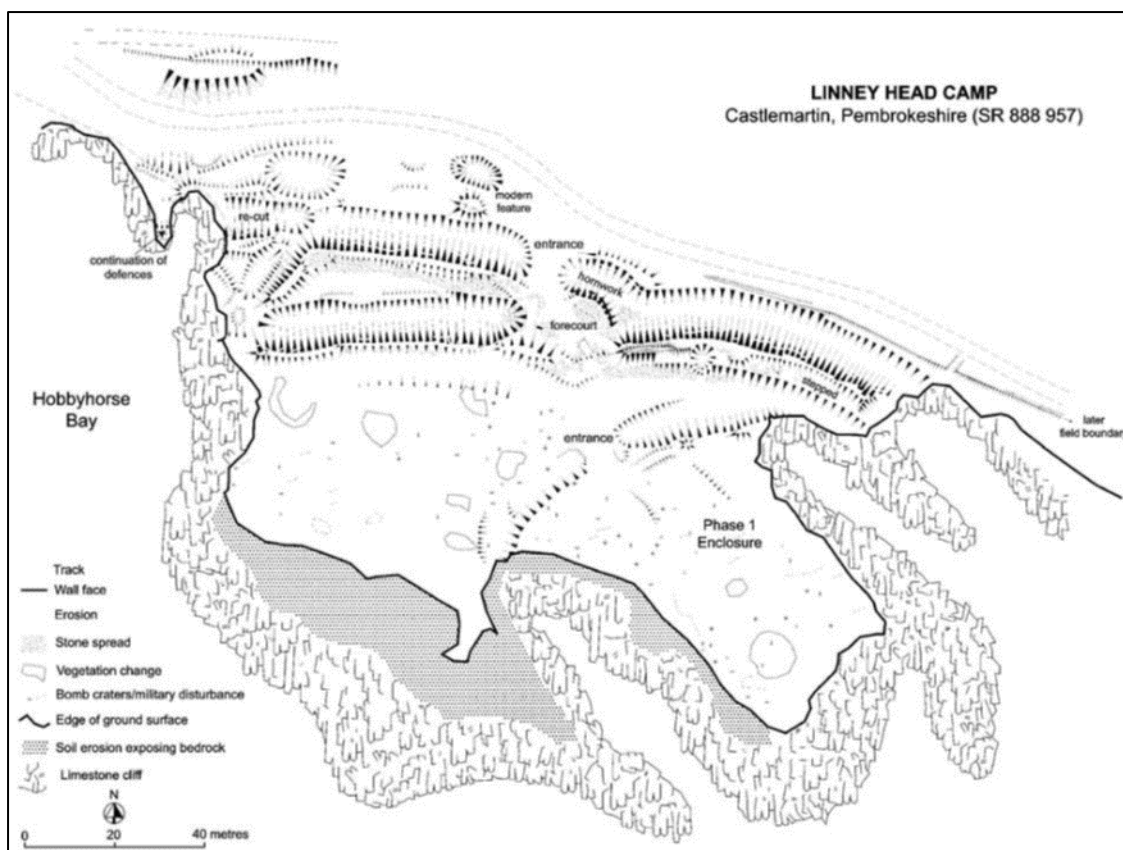 LINNEY HEAD CAMP
Castlemartin, Pembrokeshire (SR 888 957)
modern
feature
re-cut
entrance
continuation of
defences
hornwork
forecourt
Hobbyhorse
Bay
stepped
later
field boundary
entrance
Phase 1
Enclosure
Track
Wall face
Erosion
Stone spread
Vegetation change
Bomb craters/military disturbance
Edge of ground surface
Soil erosion exposing bedrock
Limestone cliff
N
0 20 40 metres